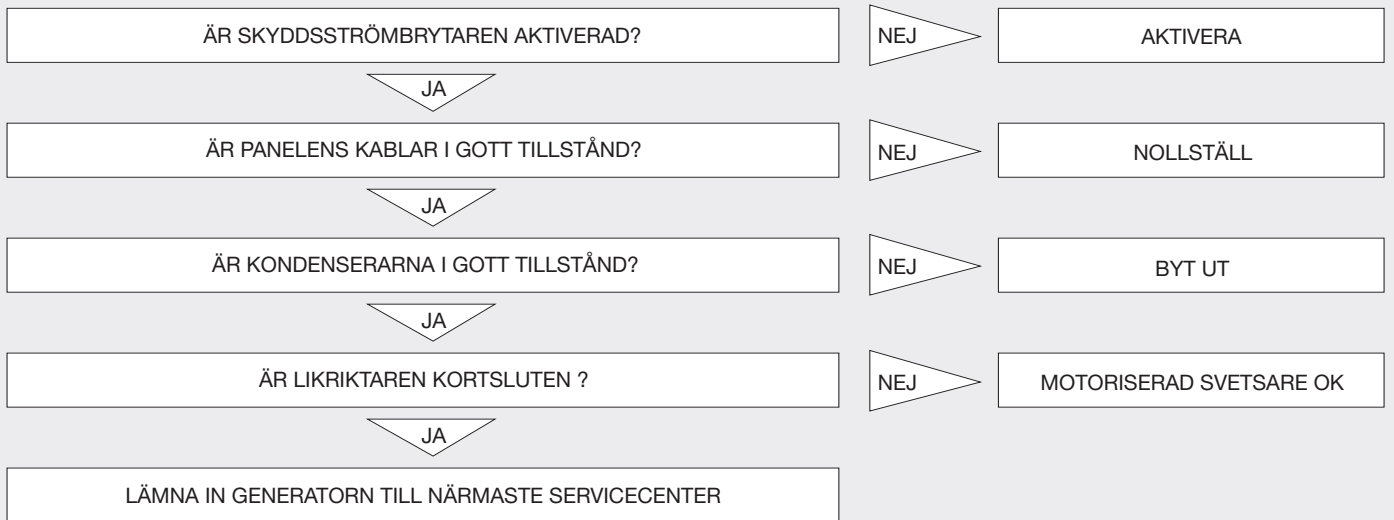 ÄR SKYDDSSTRÖMBRYTAREN AKTIVERAD?
NEJ
AKTIVERA
JA
ÄR PANELENS KABLAR I GOTT TILLSTÅND?
NEJ
NOLLSTÄLL
JA
ÄR KONDENSERARNA I GOTT TILLSTÅND?
NEJ
BYT UT
JA
ÄR LIKRIKTAREN KORTSLUTEN ?
NEJ
MOTORISERAD SVETSARE OK
JA
LÄMNA IN GENERATORN TILL NÄRMASTE SERVICECENTER